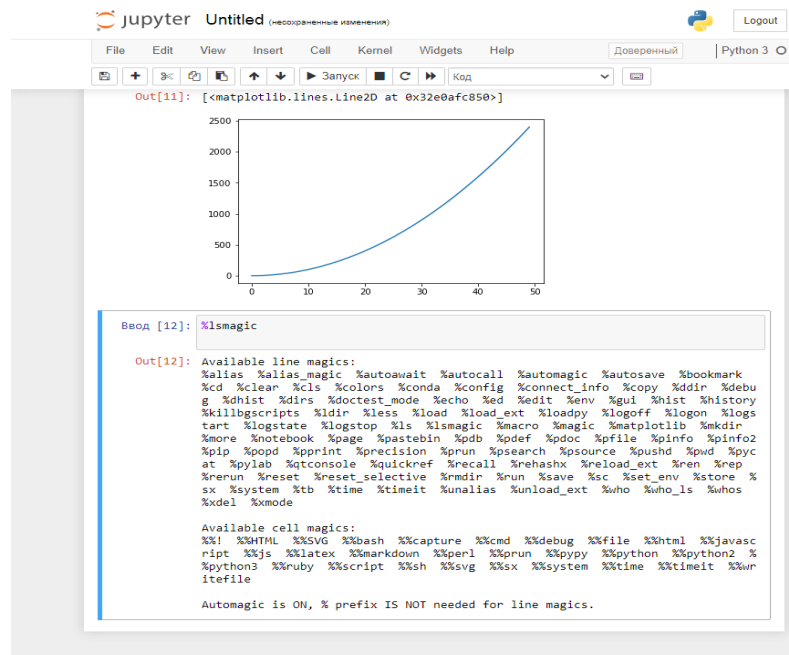 jupyter Untitled (несохраненные изменения) Logout
File Edit View Insert Cell Kernel Widgets Help Доверенный Python 3
Запуск Код
Out[11]: [<matplotlib.lines.Line2D at 0x32e0afc850>]
2500
2000
1500
1000
500
0
0 10 20 30 40 50
Ввод [12]: %lsmagic
Out[12]: Available line magics:
%alias %alias_magic %autoawait %autocall %automagic %autosave %bookmark
%cd %clear %cls %colors %conda %config %connect_info %copy %ddir %debu
g %dhist %dirs %doctest_mode %echo %ed %edit %env %gui %hist %history
%killbgscripts %ldir %less %load %load_ext %loadpy %logoff %logon %logs
tart %logstate %logstop %ls %lsmagic %macro %magic %matplotlib %mkdir
%more %notebook %page %pastebin %pdb %pdef %pdoc %pfile %pinfo %pinfo2
%pip %popd %pprint %precision %prun %psearch %psource %pushd %pwd %pyc
at %pylab %qtconsole %quickref %recall %rehashx %reload_ext %ren %rep
%rerun %reset %reset_selective %rmdir %run %save %sc %set_env %store %
sx %system %tb %time %timeit %unalias %unload_ext %who %who_ls %whos
%xdel %xmode
Available cell magics:
%%! %%HTML %%SVG %%bash %%capture %%cmd %%debug %%file %%html %%javasc
ript %%js %%latex %%markdown %%perl %%prun %%pypy %%python %%python2 %
%python3 %%ruby %%script %%sh %%svg %%sx %%system %%time %%timeit %%wr
itefile
Automagic is ON, % prefix IS NOT needed for line magics.